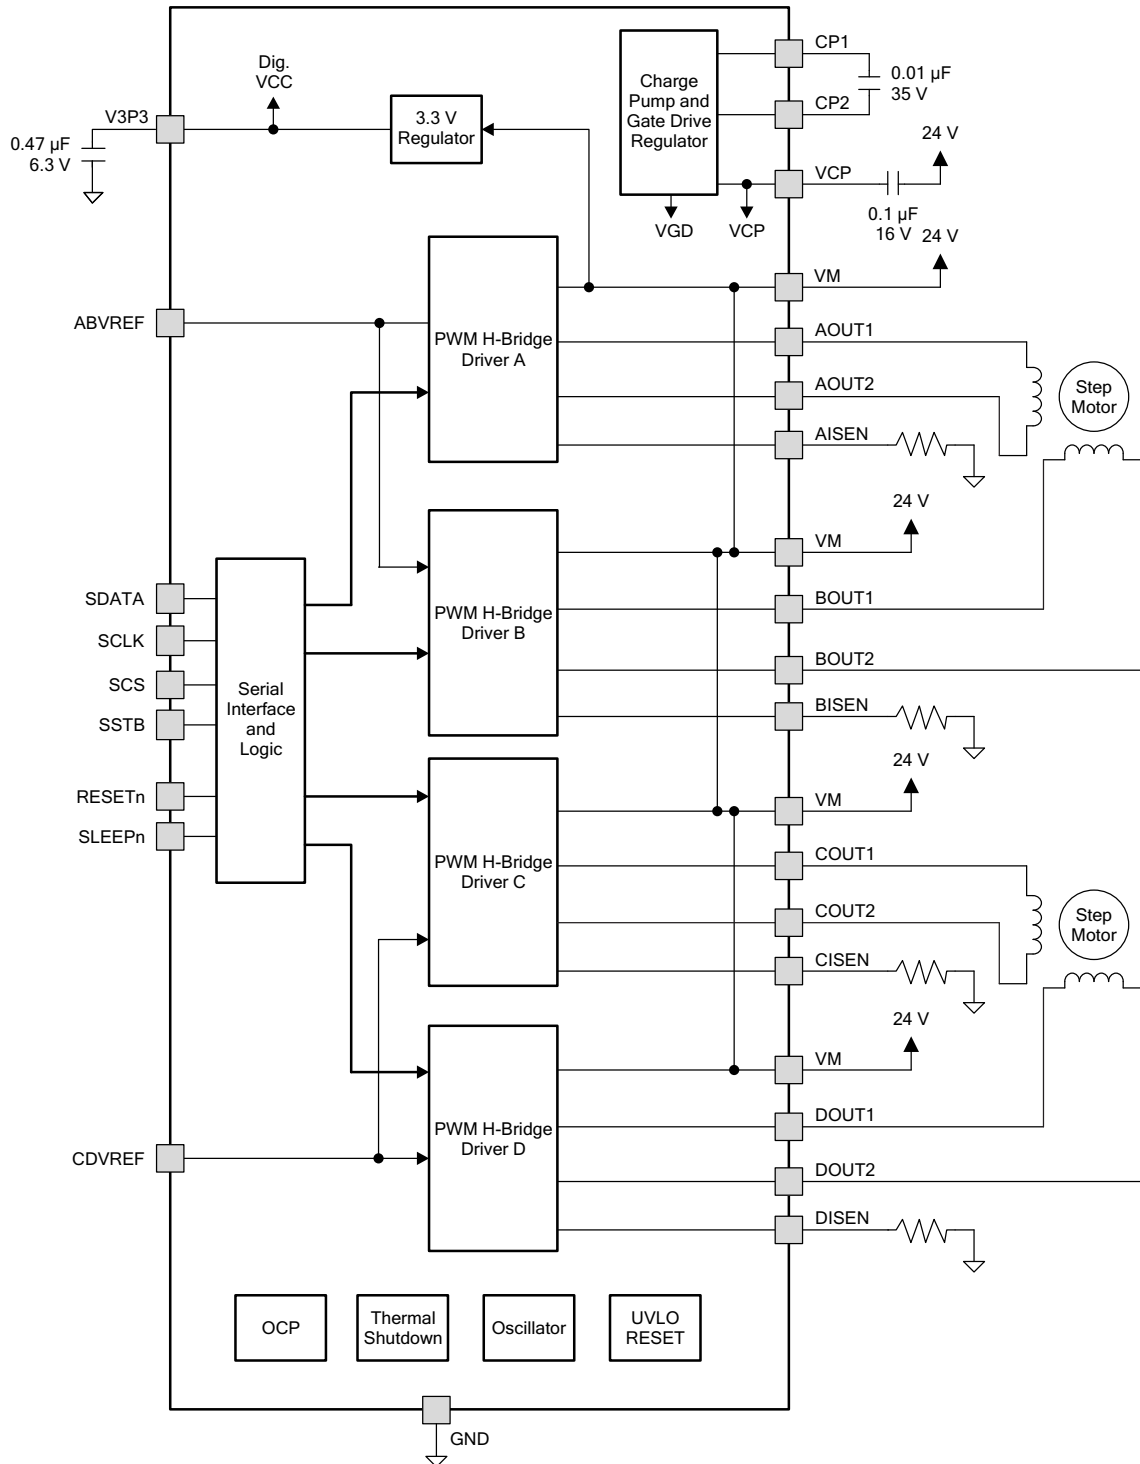 CP1
0.01 µF
35 V
CP2
Charge
Pump and
Gate Drive
Regulator
Dig.
VCC
V3P3
3.3 V
Regulator
0.47 µF
6.3 V
24 V
VCP
0.1 µF
16 V
VGD
VCP
24 V
VM
ABVREF
PWM H-Bridge
Driver A
AOUT1
AOUT2
Step
Motor
AISEN
24 V
VM
SDATA
SCLK
SCS
SSTB
RESETn
SLEEPn
Serial
Interface
and
Logic
PWM H-Bridge
Driver B
BOUT1
BOUT2
BISEN
24 V
VM
PWM H-Bridge
Driver C
COUT1
COUT2
Step
Motor
CISEN
24 V
VM
CDVREF
PWM H-Bridge
Driver D
DOUT1
DOUT2
DISEN
OCP
Thermal
Shutdown
Oscillator
UVLO
RESET
GND